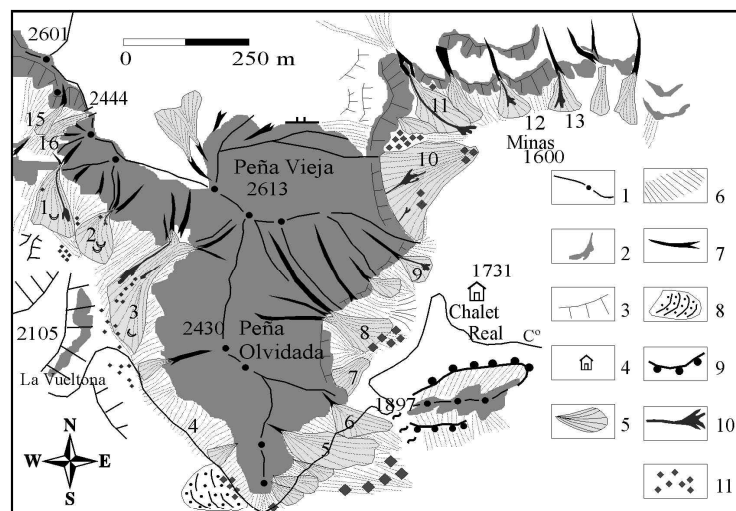 2601
0 250 m
2444
15
16
11
12
13
Minas
1600
10
Peña Vieja
2613
1
2
1
6
2
7
9
1731
3
Chalet
Real
Cº
3
8
2430
Peña
Olvidada
8
2105
La Vueltona
7
1897
4
9
N
W E
S
4
6
5
5
10
11